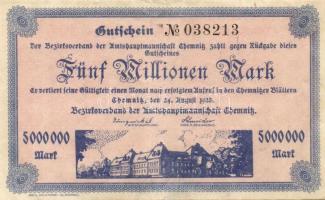 Gutschein № 038213
Der Bezirksverband der Amtshauptmannschaft Chemnitz zahlt gegen Rückgabe dieses
Gutscheines
Fünf Millionen Mark
Er verliert seine Gültigkeit einen Monat nach erfolgtem Aufruf in den Chemnitzer Blättern
Chemnitz, den 24. August 1923.
Bezirksverband der Amtshauptmannschaft Chemnitz.
5000000
Mark
5000000
Mark